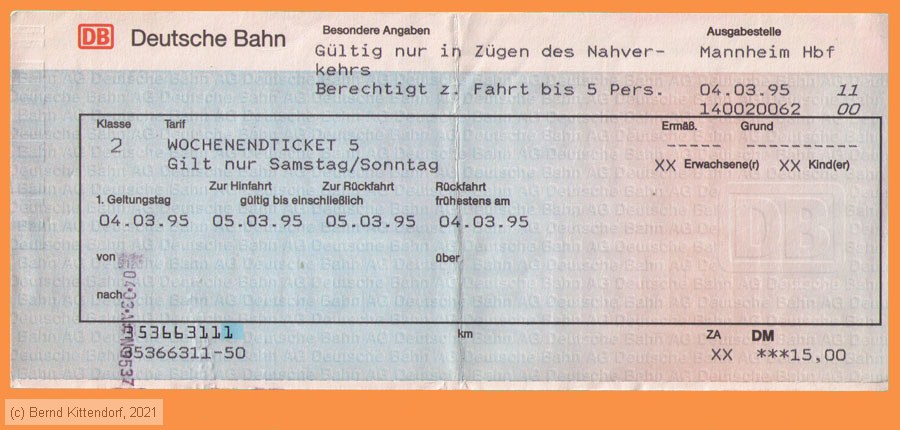 DB Deutsche Bahn
Besondere Angaben
Gültig nur in Zügen des Nahver-
kehrs
Berechtigt z. Fahrt bis 5 Pers.
Ausgabestelle
Mannheim Hbf
04.03.95 11
140020062 00
Klasse Tarif Ermäß. Grund
2 WOCHENENDTICKET 5 ------ -----------
Gilt nur Samstag/Sonntag XX Erwachsene(r) XX Kind(er)
Zur Hinfahrt Zur Rückfahrt Rückfahrt
1. Geltungstag gültig bis einschließlich frühestens am
04.03.95 05.03.95 05.03.95 04.03.95
von über
nach
DB
353663111 km ZA DM
35366311-50 XX ***15,00
(c) Bernd Kittendorf, 2021